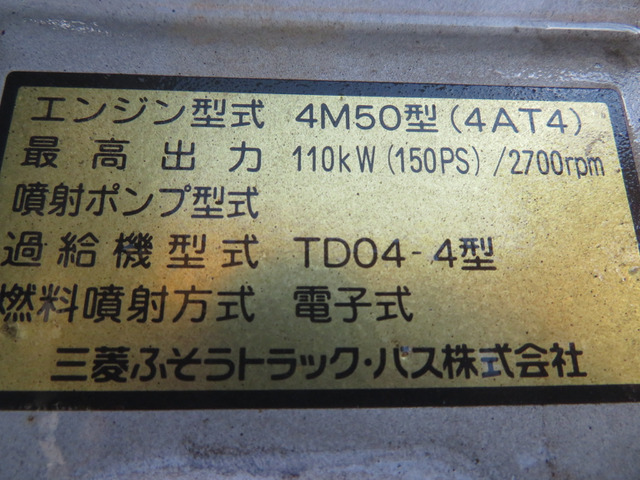 エンジン型式 4M50型(4AT4)
最高出力 110kW(150PS)/2700rpm
噴射ポンプ型式
過給機型式 TD04-4型
燃料噴射方式 電子式
三菱ふそうトラック・バス株式会社